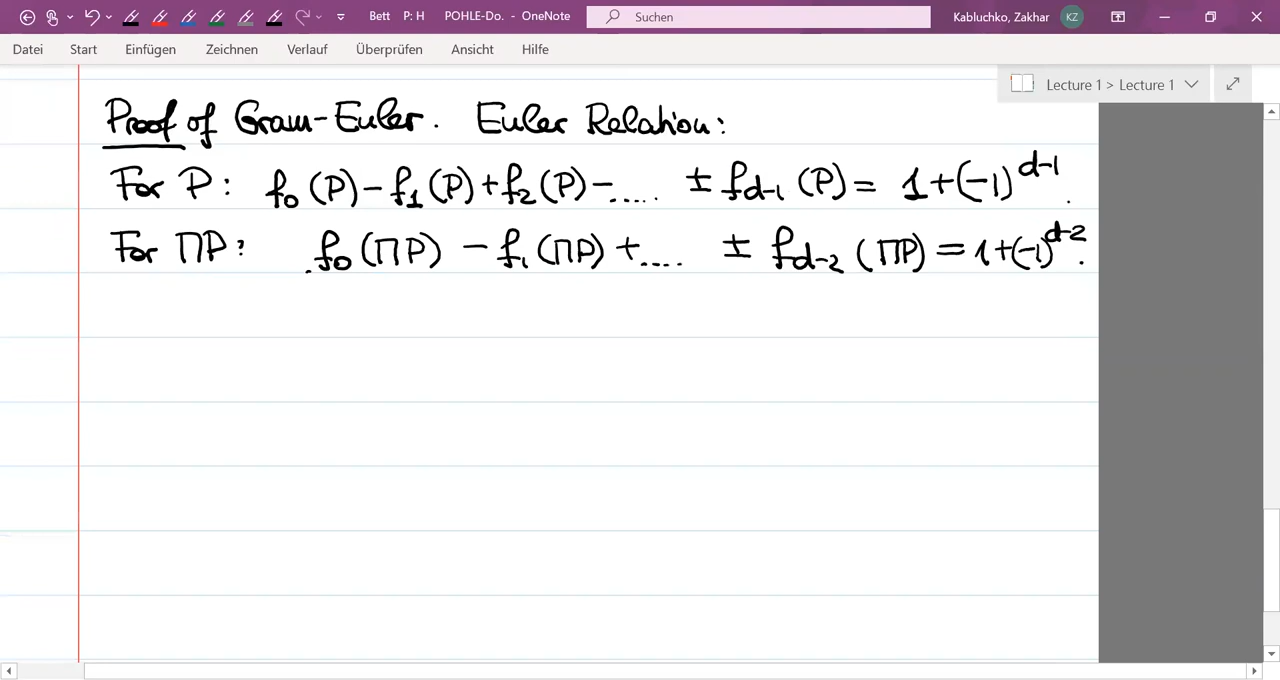 Bett P: H POHLE-Do. - OneNote Suchen Kabluchko, Zakhar KZ
Datei Start Einfügen Zeichnen Verlauf Überprüfen Ansicht Hilfe
Lecture 1 > Lecture 1
Proof of Gram-Euler. Euler Relation:
For P: f₀(P) - f₁(P) + f₂(P) - .... ± f_{d-1}(P) = 1+(-1)^{d-1}.
For ΠP: f₀(ΠP) - f₁(ΠP) + .... ± f_{d-2}(ΠP) = 1+(-1)^{d-2}.